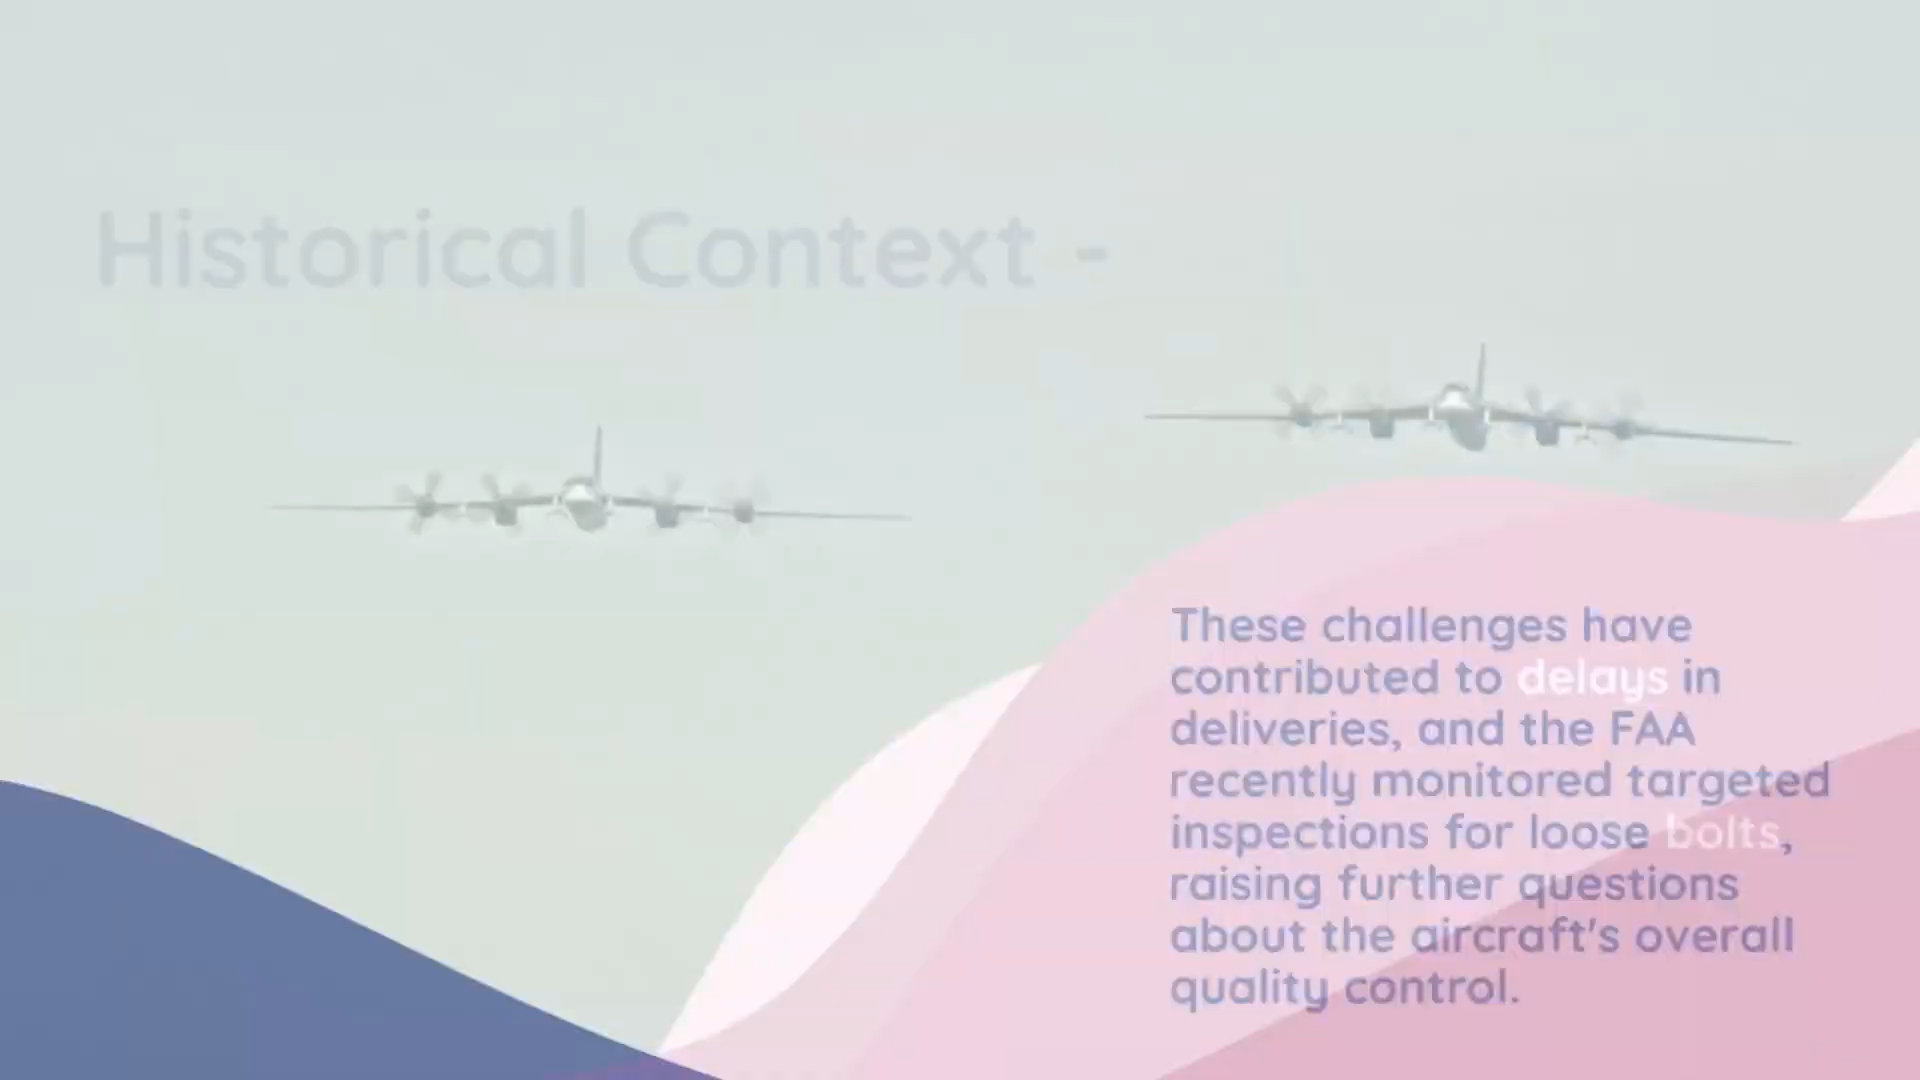 Historical Context -
These challenges have
contributed to delays in
deliveries, and the FAA
recently monitored targeted
inspections for loose bolts,
raising further questions
about the aircraft's overall
quality control.